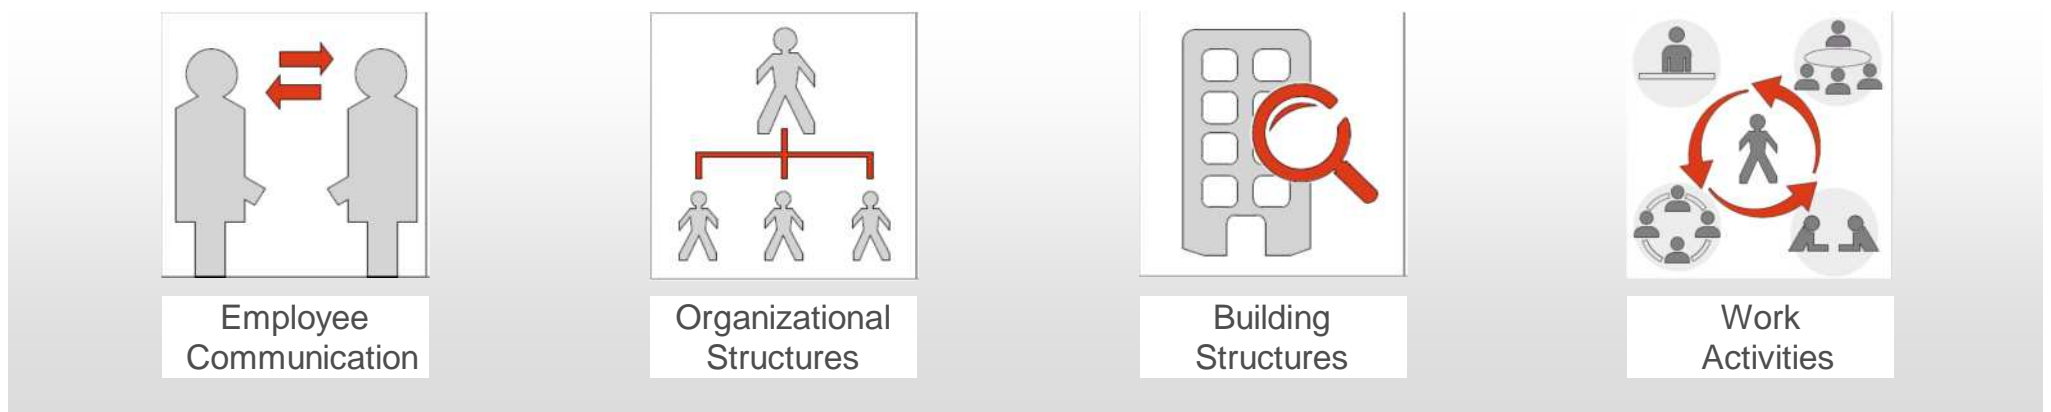 Employee
Communication
Organizational
Structures
Building
Structures
Work
Activities